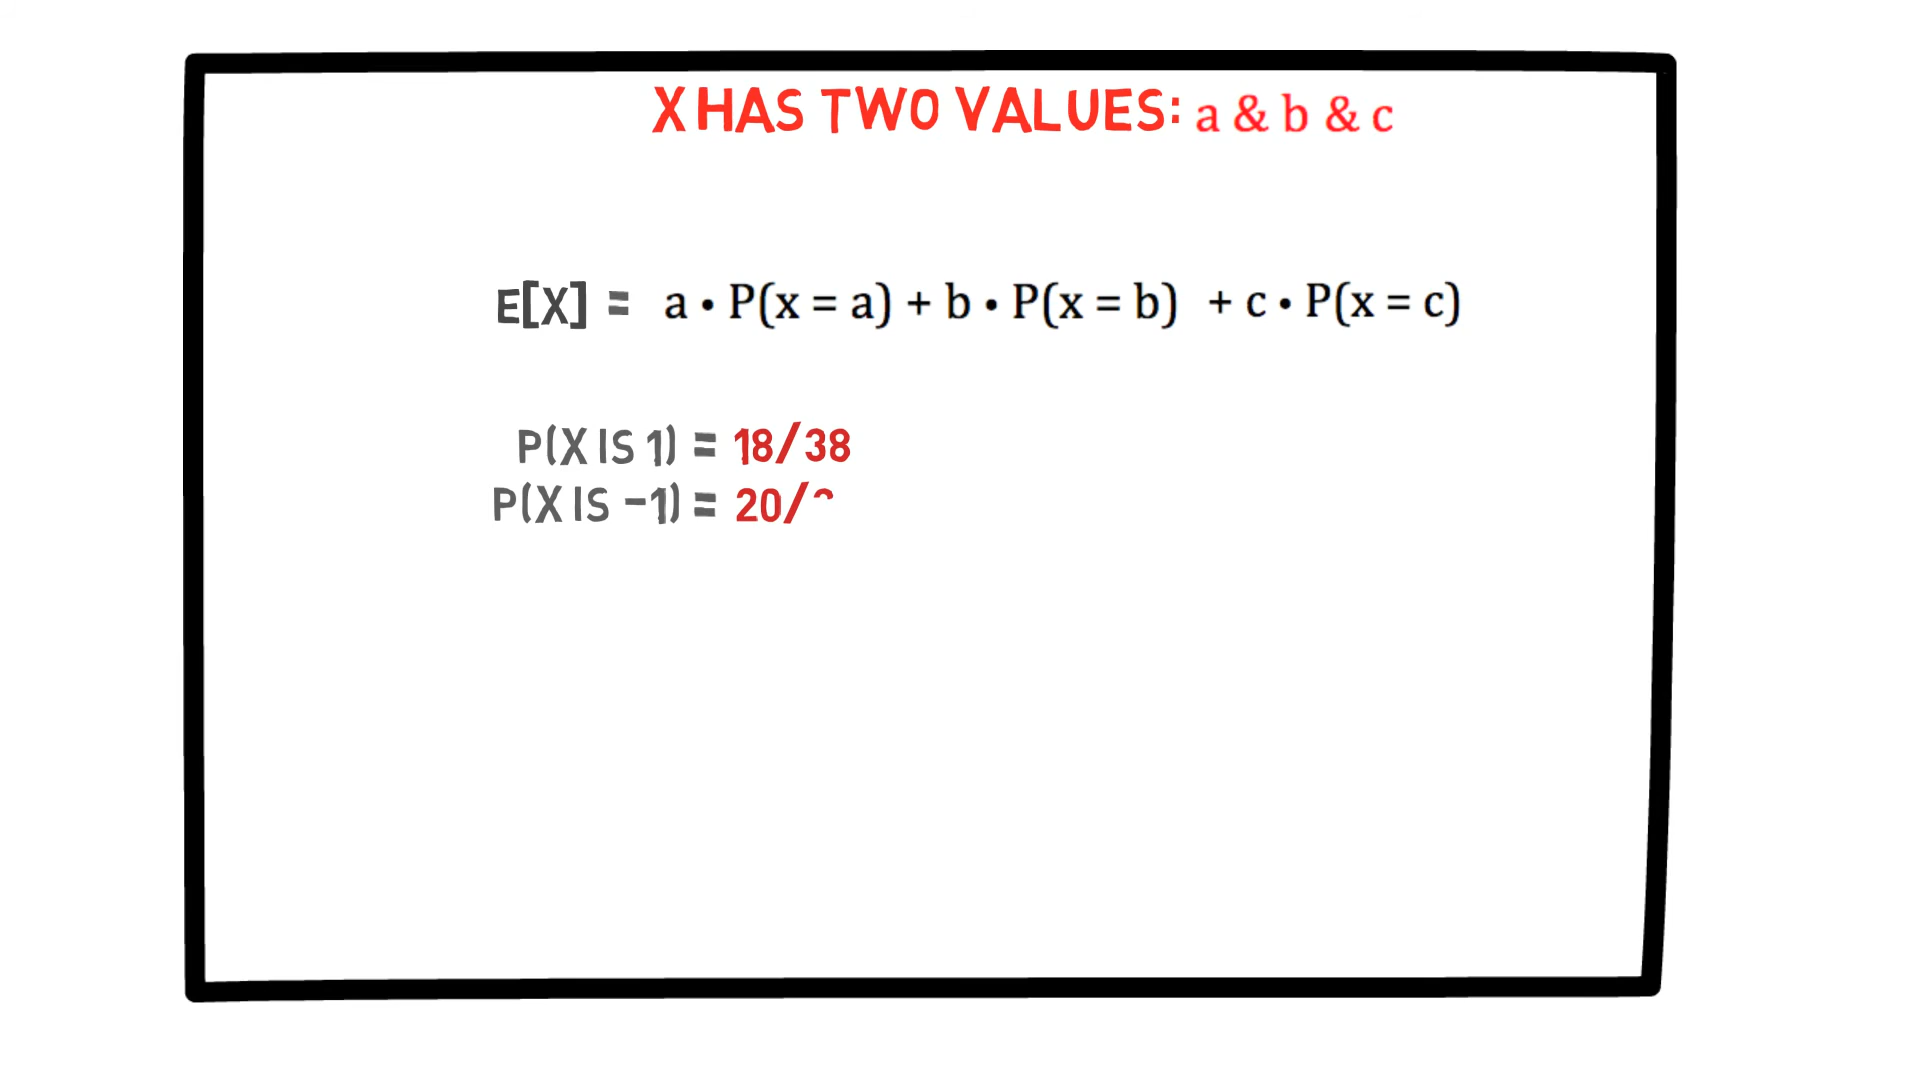 X HAS TWO VALUES: a & b & c
E[X] = a • P(x = a) + b • P(x = b) + c • P(x = c)
P(X IS 1) = 18/38
P(X IS -1) = 20/